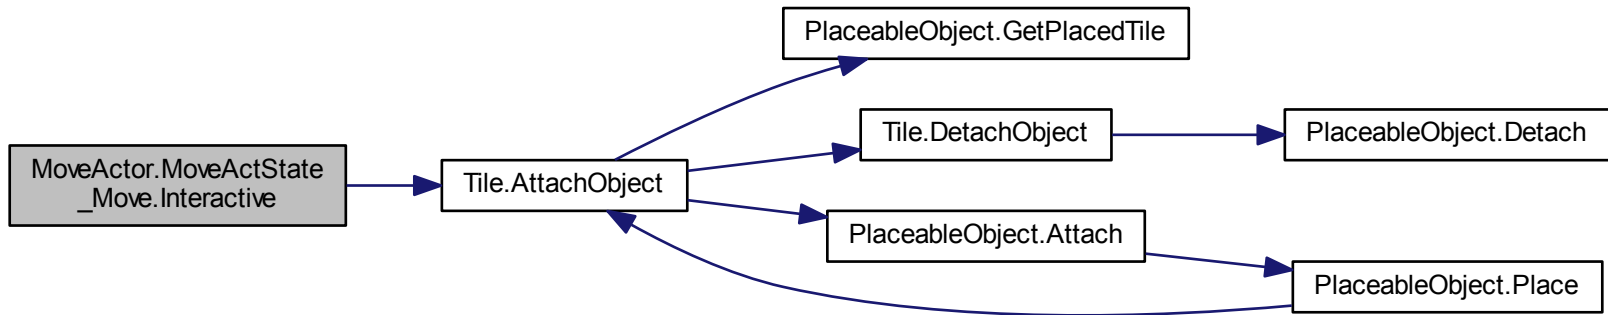 MoveActor.MoveActState
_Move.Interactive
Tile.AttachObject
PlaceableObject.GetPlacedTile
Tile.DetachObject
PlaceableObject.Detach
PlaceableObject.Attach
PlaceableObject.Place